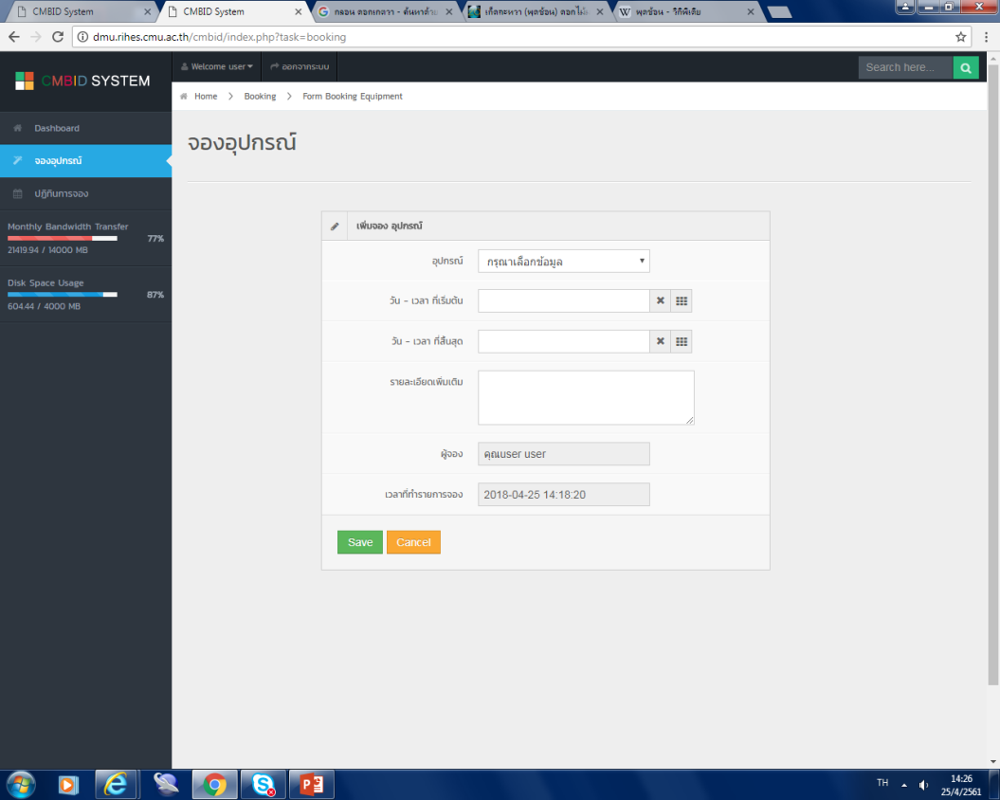 CMBID System
CMBID System
กลอน ดอกเกดวา - ค้นหาด้วย
เก็ดถะหวา (พุดซ้อน) ดอกไม้
พุดซ้อน - วิกิพีเดีย
dmu.rihes.cmu.ac.th/cmbid/index.php?task=booking
CMBID SYSTEM
Welcome user
ออกจากระบบ
Search here...
Home > Booking > Form Booking Equipment
Dashboard
จองอุปกรณ์
ปฏิทินการจอง
Monthly Bandwidth Transfer
77%
21419.94 / 14000 MB
Disk Space Usage
87%
604.44 / 4000 MB
จองอุปกรณ์
เพิ่มจอง อุปกรณ์
อุปกรณ์
กรุณาเลือกข้อมูล
วัน - เวลา ที่เริ่มต้น
วัน - เวลา ที่สิ้นสุด
รายละเอียดเพิ่มเติม
ผู้จอง
คุณuser user
เวลาที่ทำรายการจอง
2018-04-25 14:18:20
Save
Cancel
TH
14:26
25/4/2561